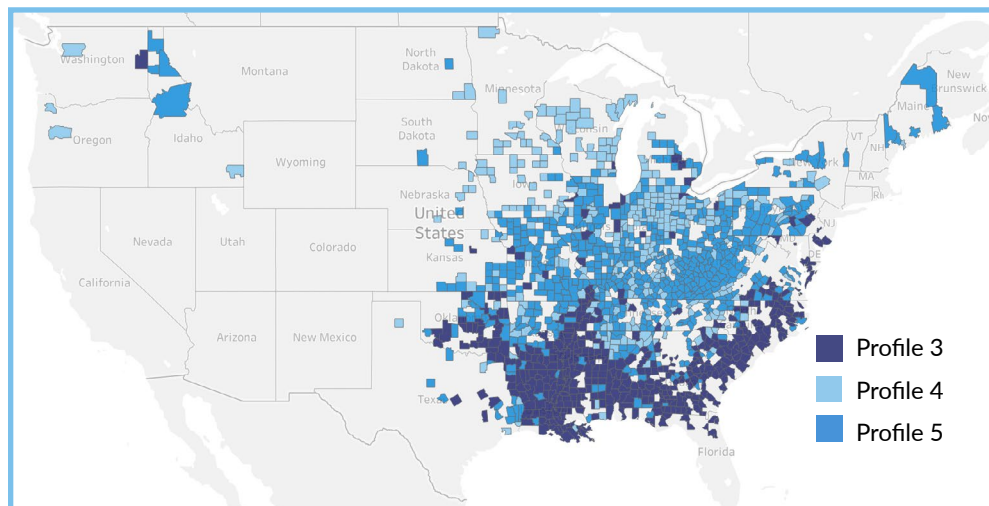 Washington
Montana
North
Dakota
Minnesota
New
Brunswick
Maine
VT
NH
MA
Oregon
Idaho
Wyoming
South
Dakota
Nebraska
United
States
Nevada
Utah
Colorado
Kansas
NJ
DE
California
Arizona
New Mexico
Florida
Profile 3
Profile 4
Profile 5